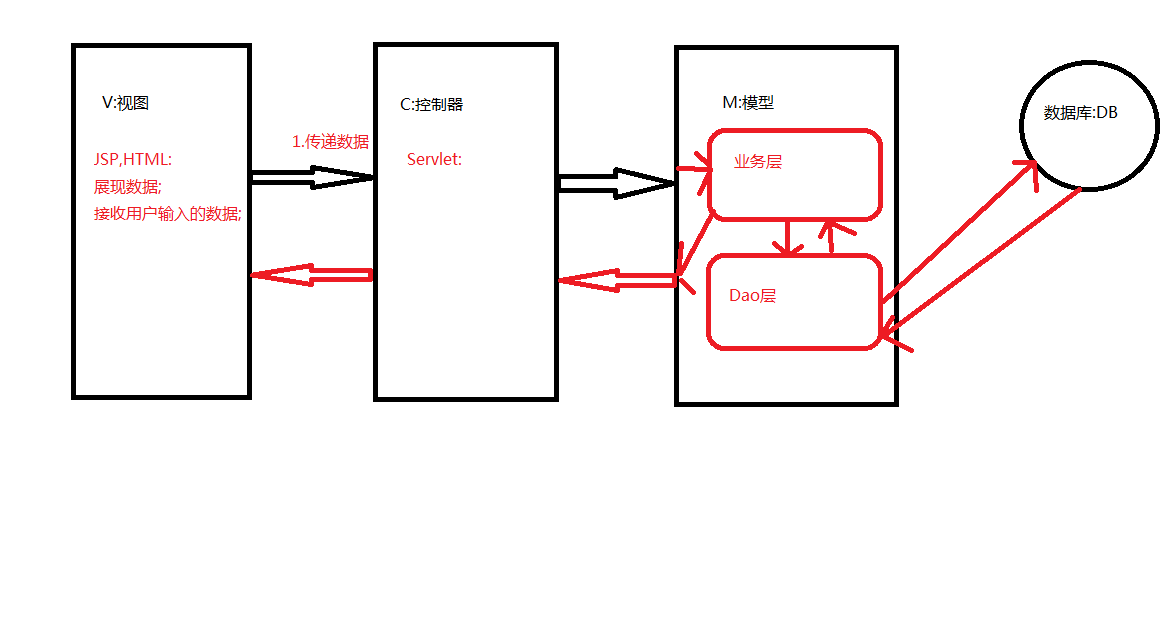 V:视图
JSP,HTML:
展现数据;
接收用户输入的数据;
1.传递数据
C:控制器
Servlet:
M:模型
业务层
Dao层
数据库:DB